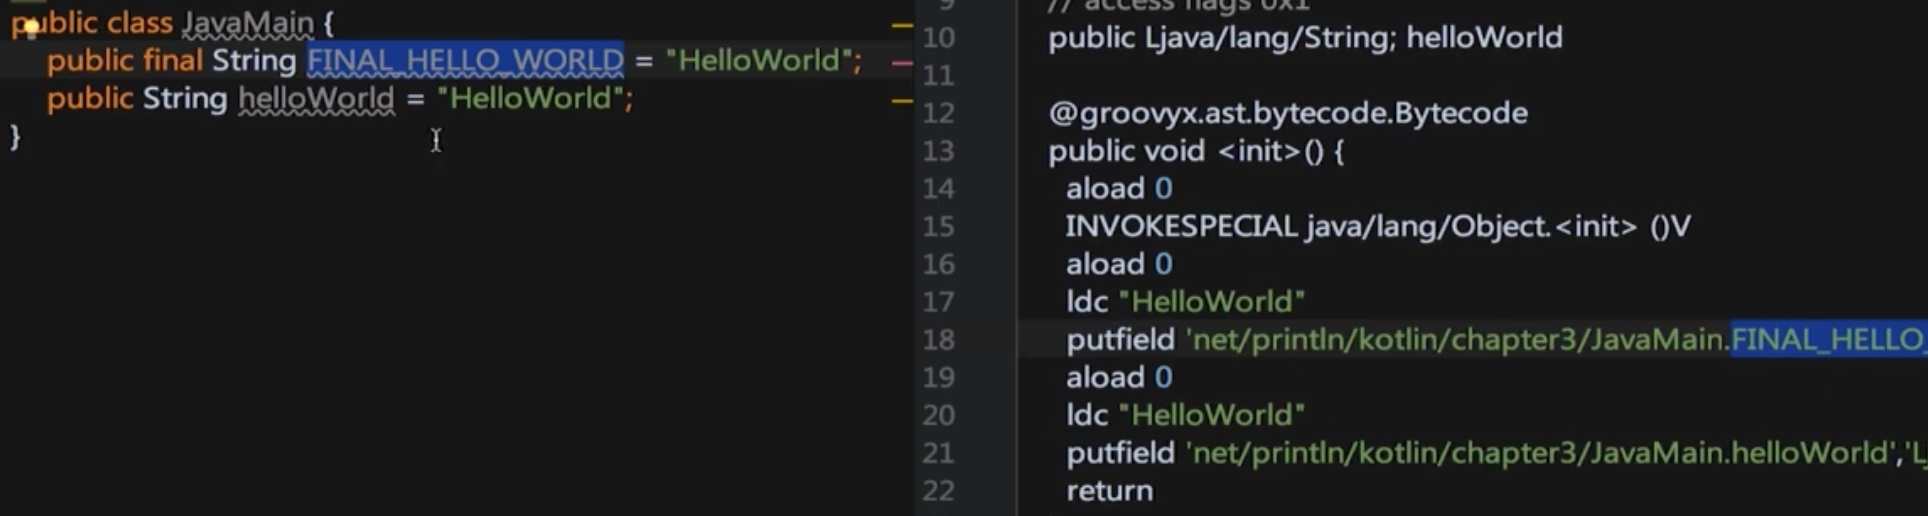 public class JavaMain {
public final String FINAL_HELLO_WORLD = "HelloWorld";
public String helloWorld = "HelloWorld";
}
9 // access flags 0x1
10 public Ljava/lang/String; helloWorld
11
12 @groovyx.ast.bytecode.Bytecode
13 public void <init>() {
14 aload 0
15 INVOKESPECIAL java/lang/Object.<init> ()V
16 aload 0
17 ldc "HelloWorld"
18 putfield 'net/println/kotlin/chapter3/JavaMain.FINAL_HELLO_
19 aload 0
20 ldc "HelloWorld"
21 putfield 'net/println/kotlin/chapter3/JavaMain.helloWorld','L
22 return